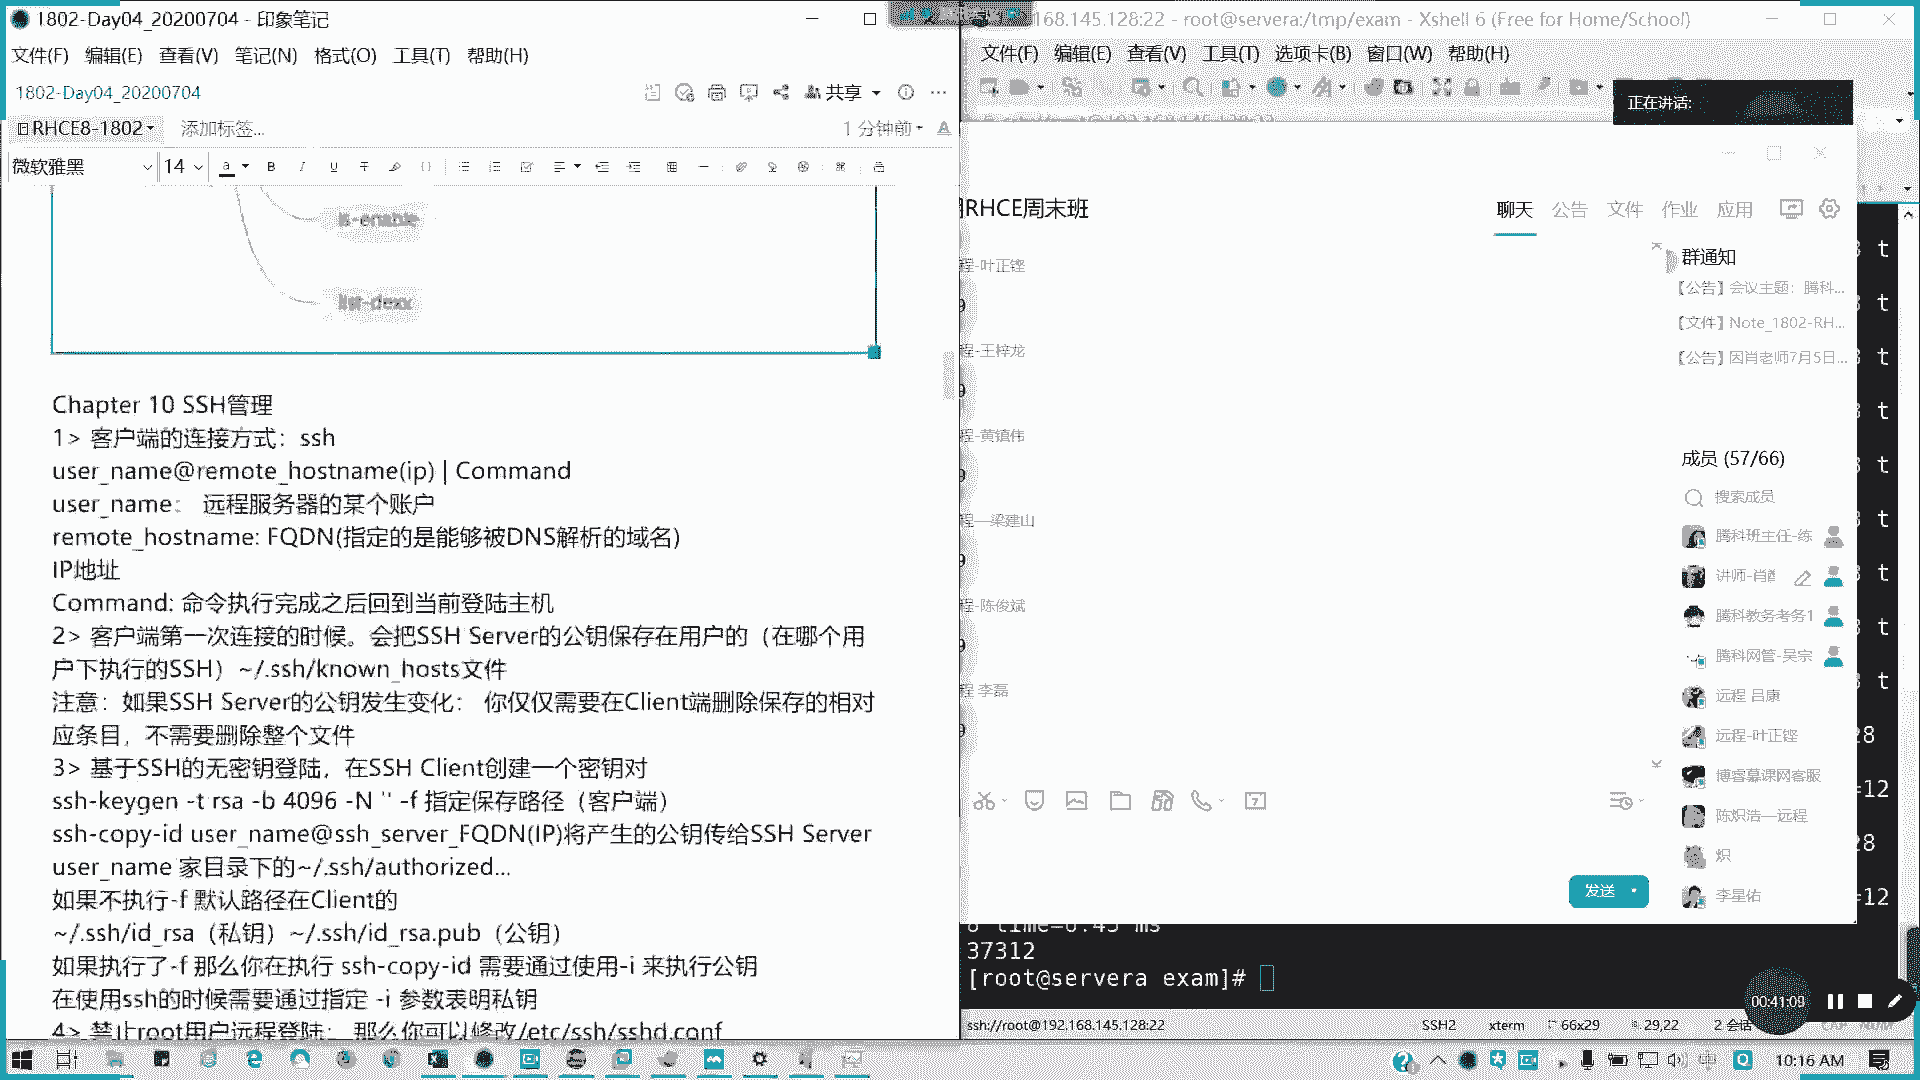 1802-Day04_20200704 - 印象笔记
文件(F) 编辑(E) 查看(V) 笔记(N) 格式(O) 工具(T) 帮助(H)
1802-Day04_20200704
共享
RHCE8-1802
添加标签...
1 分钟前
微软雅黑
14
is-enable
Chapter 10 SSH管理
1> 客户端的连接方式：ssh
user_name@remote_hostname(ip) | Command
user_name： 远程服务器的某个账户
remote_hostname: FQDN(指定的是能够被DNS解析的域名)
IP地址
Command: 命令执行完成之后回到当前登陆主机
2> 客户端第一次连接的时候。会把SSH Server的公钥保存在用户的（在哪个用
户下执行的SSH）~/.ssh/known_hosts文件
注意：如果SSH Server的公钥发生变化： 你仅仅需要在Client端删除保存的相对
应条目，不需要删除整个文件
3> 基于SSH的无密钥登陆，在SSH Client创建一个密钥对
ssh-keygen -t rsa -b 4096 -N '' -f 指定保存路径（客户端）
ssh-copy-id user_name@ssh_server_FQDN(IP)将产生的公钥传给SSH Server
user_name 家目录下的~/.ssh/authorized...
如果不执行-f 默认路径在Client的
~/.ssh/id_rsa（私钥）~/.ssh/id_rsa.pub（公钥）
如果执行了-f 那么你在执行 ssh-copy-id 需要通过使用-i 来执行公钥
在使用ssh的时候需要通过指定 -i 参数表明私钥
4> 禁止root用户远程登陆： 那么你可以修改/etc/ssh/sshd.conf
168.145.128:22 - root@servera:/tmp/exam - Xshell 6 (Free for Home/School)
文件(F) 编辑(E) 查看(V) 工具(T) 选项卡(B) 窗口(W) 帮助(H)
正在讲话:
RHCE周末班
聊天 公告 文件 作业 应用
程-叶正铿
程-王梓龙
程-黄镇伟
程—梁建山
程-陈俊斌
程 李磊
群通知
【公告】会议主题：腾科...
【文件】Note_1802-RH...
【公告】因肖老师7月5日...
成员 (57/66)
搜索成员
腾科班主任-练
腾科教务考务1
腾科网管-吴宗
远程 吕康
远程-叶正铿
博睿慕课网客服
陈炽浩—远程
炽
李星佑
发送
37312
[root@servera exam]#
00:41:09
ssh://root@192.168.145.128:22
SSH2
xterm
66x29
29,22
2 会话
10:16 AM